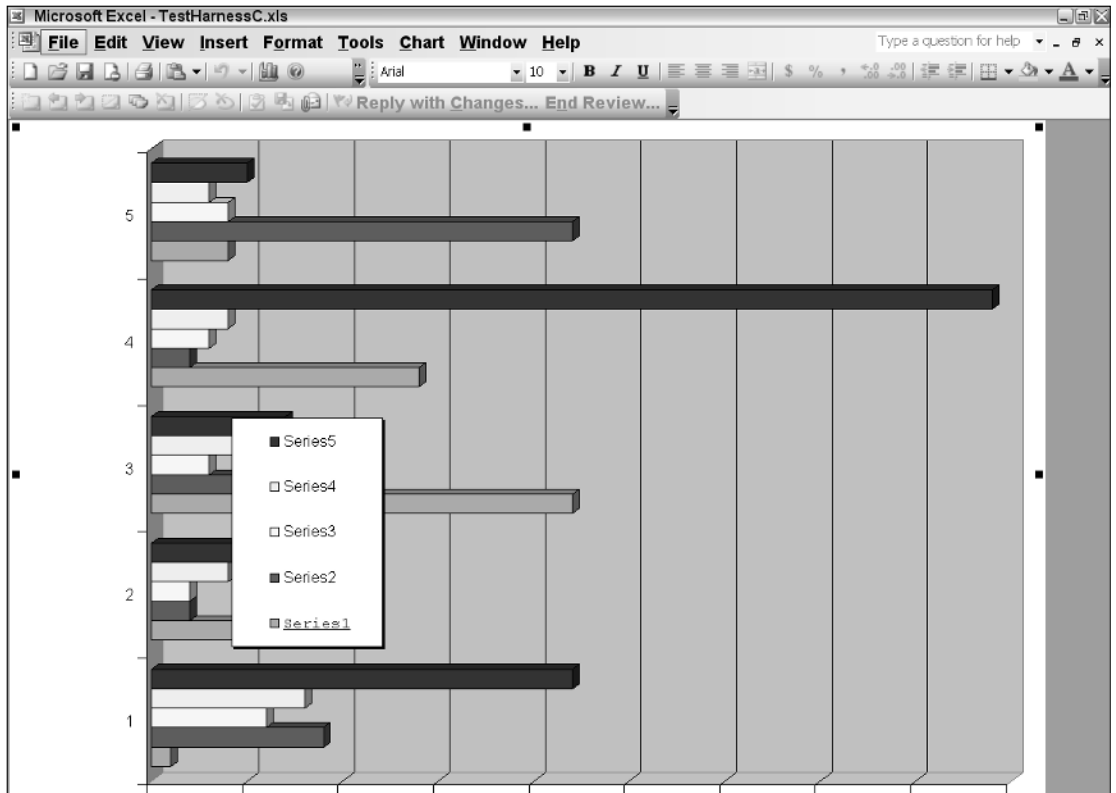 Microsoft Excel - TestHarnessC.xls
File Edit View Insert Format Tools Chart Window Help Type a question for help
Arial 10 B I U $ % , A
Reply with Changes... End Review...
5
4
3
2
1
Series5
Series4
Series3
Series2
Series1